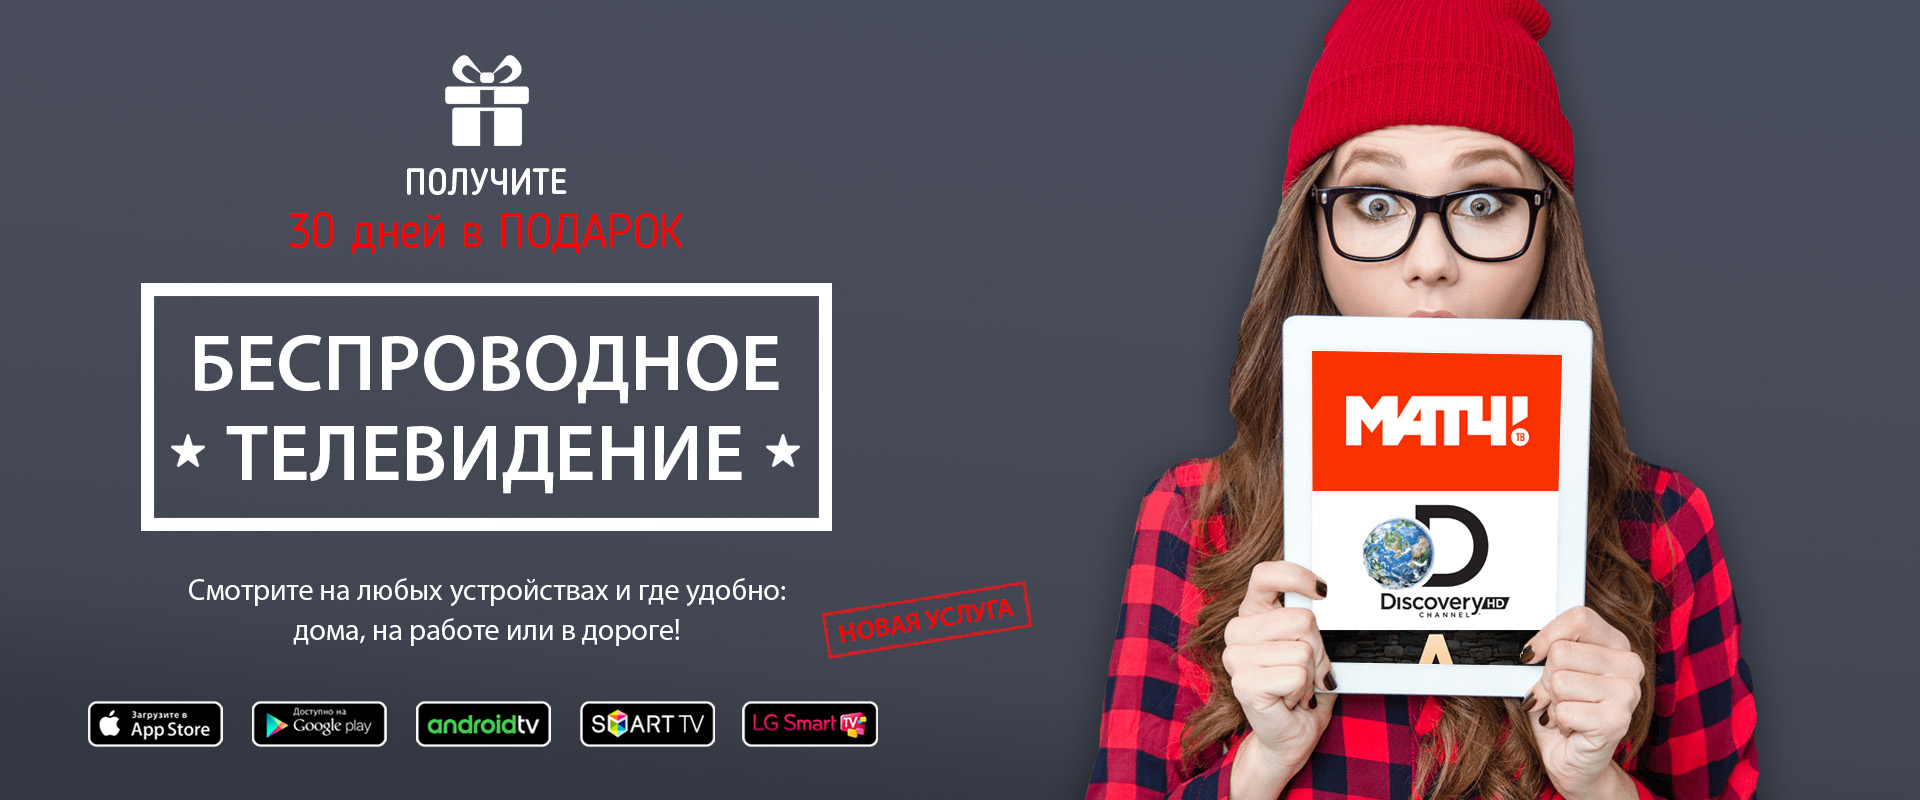 ПОЛУЧИТЕ
30 дней в ПОДАРОК
БЕСПРОВОДНОЕ
ТЕЛЕВИДЕНИЕ
Смотрите на любых устройствах и где удобно:
дома, на работе или в дороге!
НОВАЯ УСЛУГА
Загрузите в
App Store
Доступно на
Google play
androidtv
SMART TV
LG Smart TV
МАТЧ!
ТВ
Discovery HD
CHANNEL